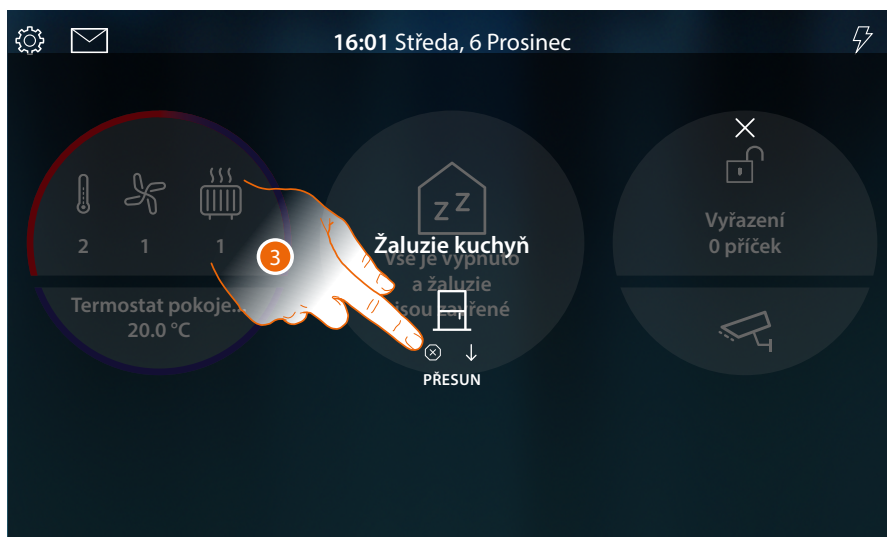 16:01 Středa, 6 Prosinec
2 1 1
Termostat pokoje...
20.0 °C
3
z Z
Žaluzie kuchyň
Vše je vypnuto
a žaluzie
jsou zavřené
PŘESUN
Vyřazení
0 příček